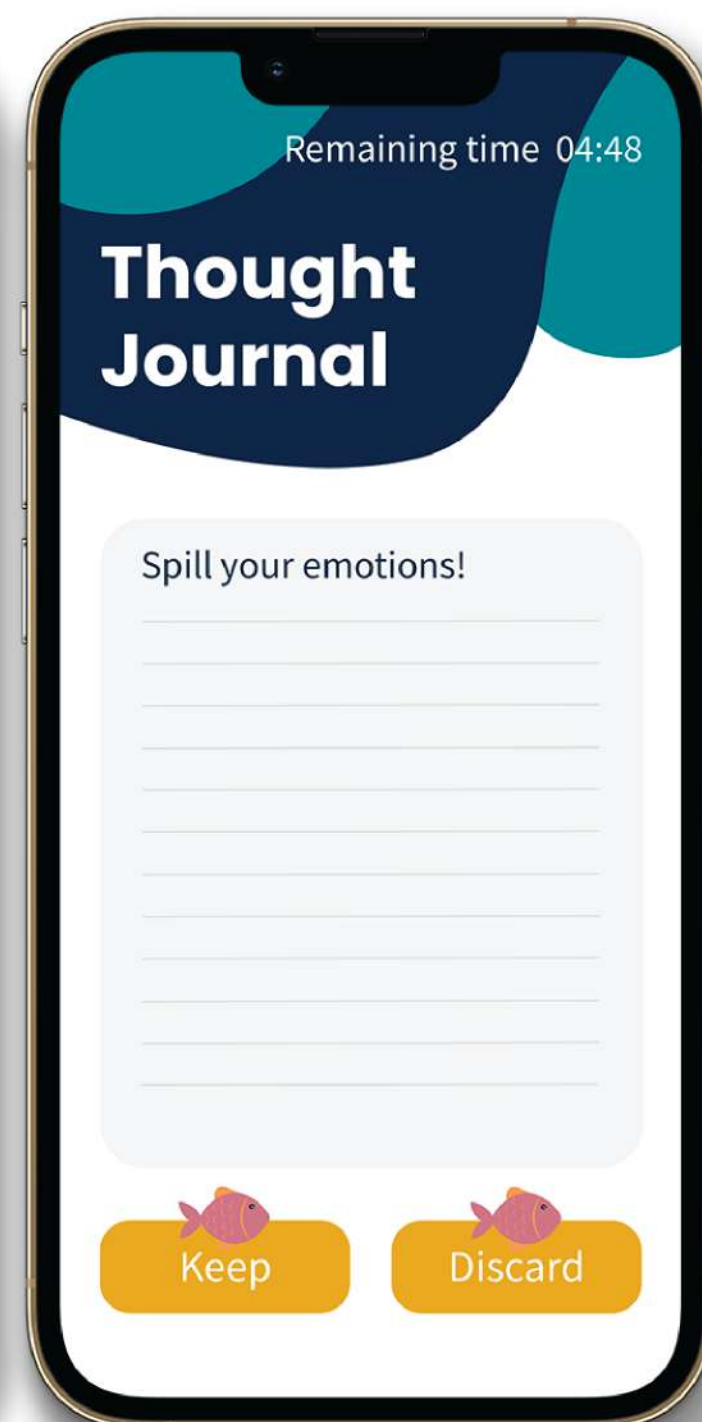 Remaining time 04:48
Thought
Journal
Spill your emotions!
Keep
Discard